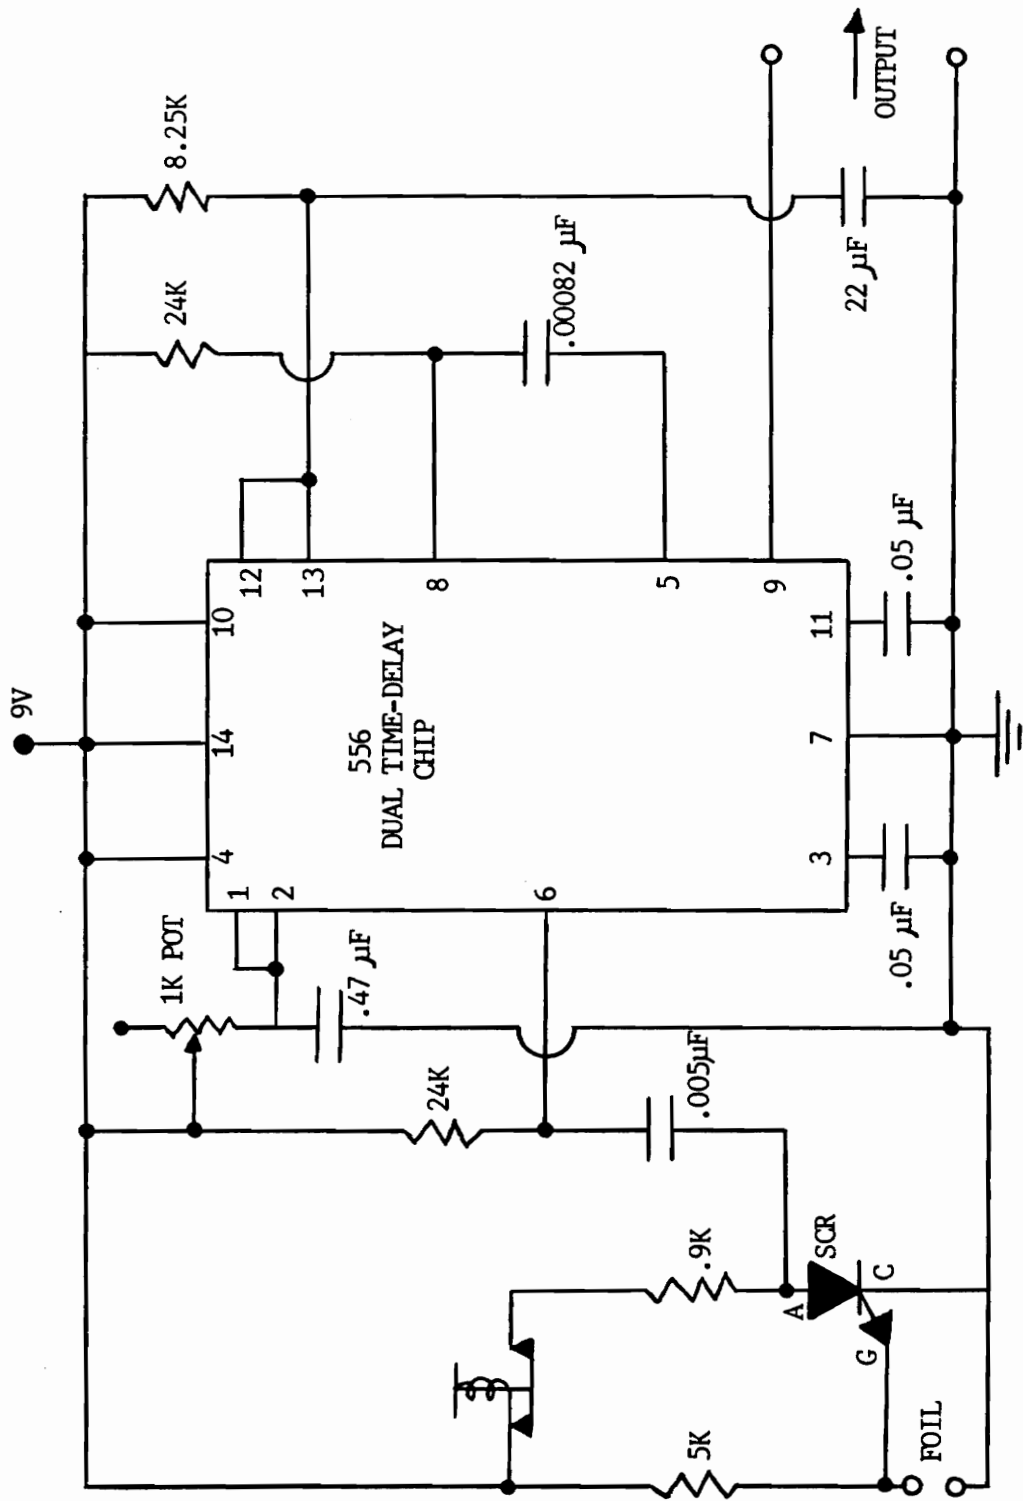 9V
8.25K
24K
1K POT
12
13
10
14
4
1
2
556
DUAL TIME-DELAY
CHIP
8
5
9
6
11
7
3
.00082 µF
22 µF
OUTPUT
.47 µF
24K
.005µF
.05 µF
.05 µF
.9K
5K
A
SCR
C
G
FOIL